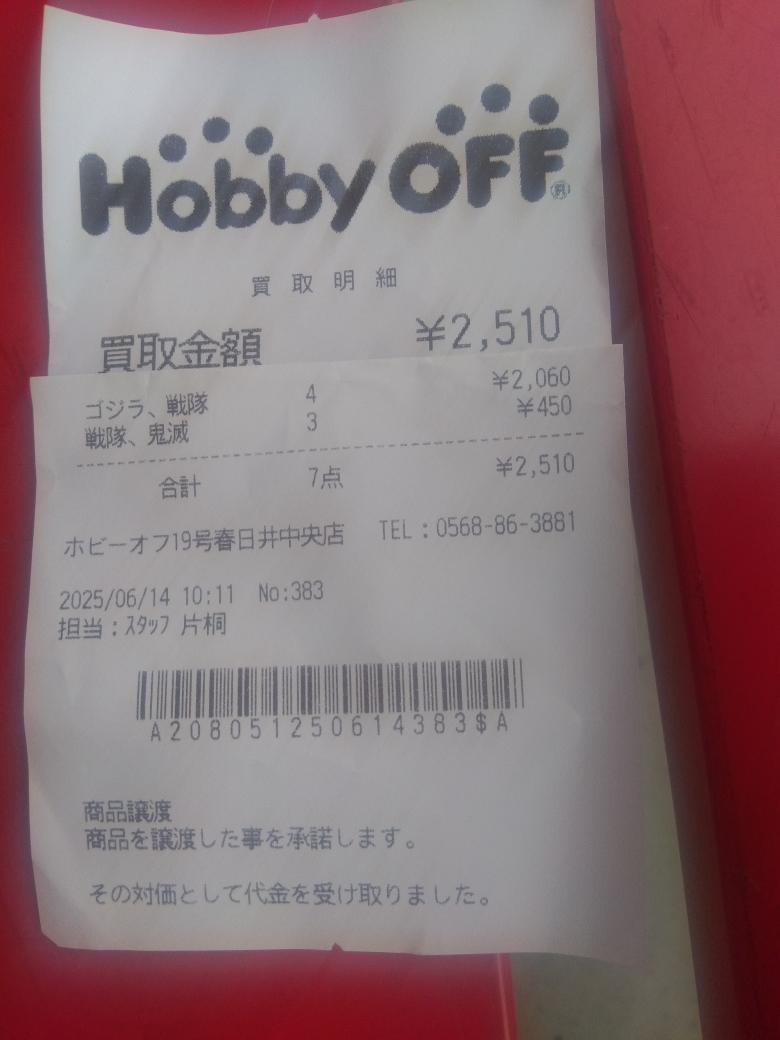 Hobby OFF®
買取明細
買取金額 ¥2,510
ゴジラ、戦隊 4 ¥2,060
戦隊、鬼滅 3 ¥450
合計 7点 ¥2,510
ホビーオフ19号春日井中央店 TEL:0568-86-3881
2025/06/14 10:11 No:383
担当:スタッフ 片桐
A208051250614383$A
商品譲渡
商品を譲渡した事を承諾します。
その対価として代金を受け取りました。